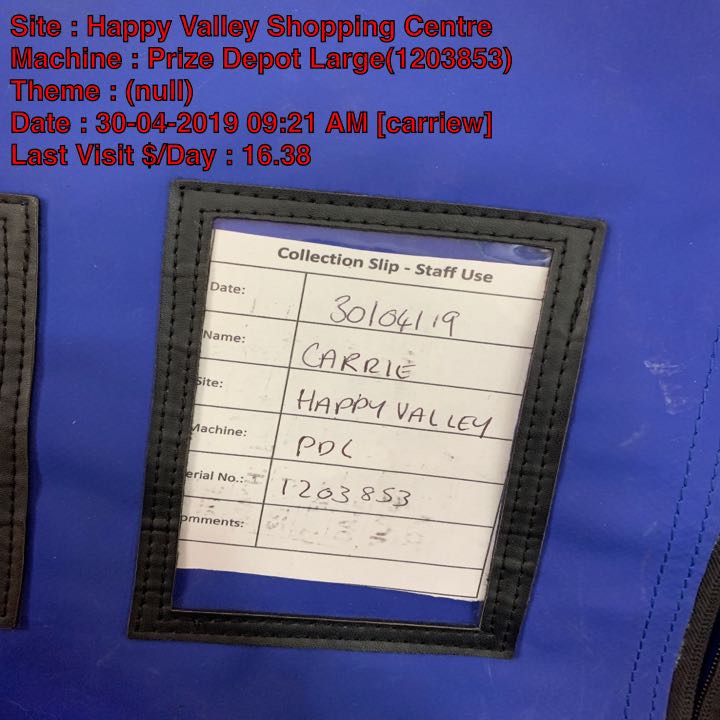 Site : Happy Valley Shopping Centre
Machine : Prize Depot Large(1203853)
Theme : (null)
Date : 30-04-2019 09:21 AM [carriew]
Last Visit $/Day : 16.38
Collection Slip - Staff Use
Date: 30/04/19
Name: CARRIE
Site: HAPPY VALLEY
Machine: PDL
erial No.: 1203853
omments: